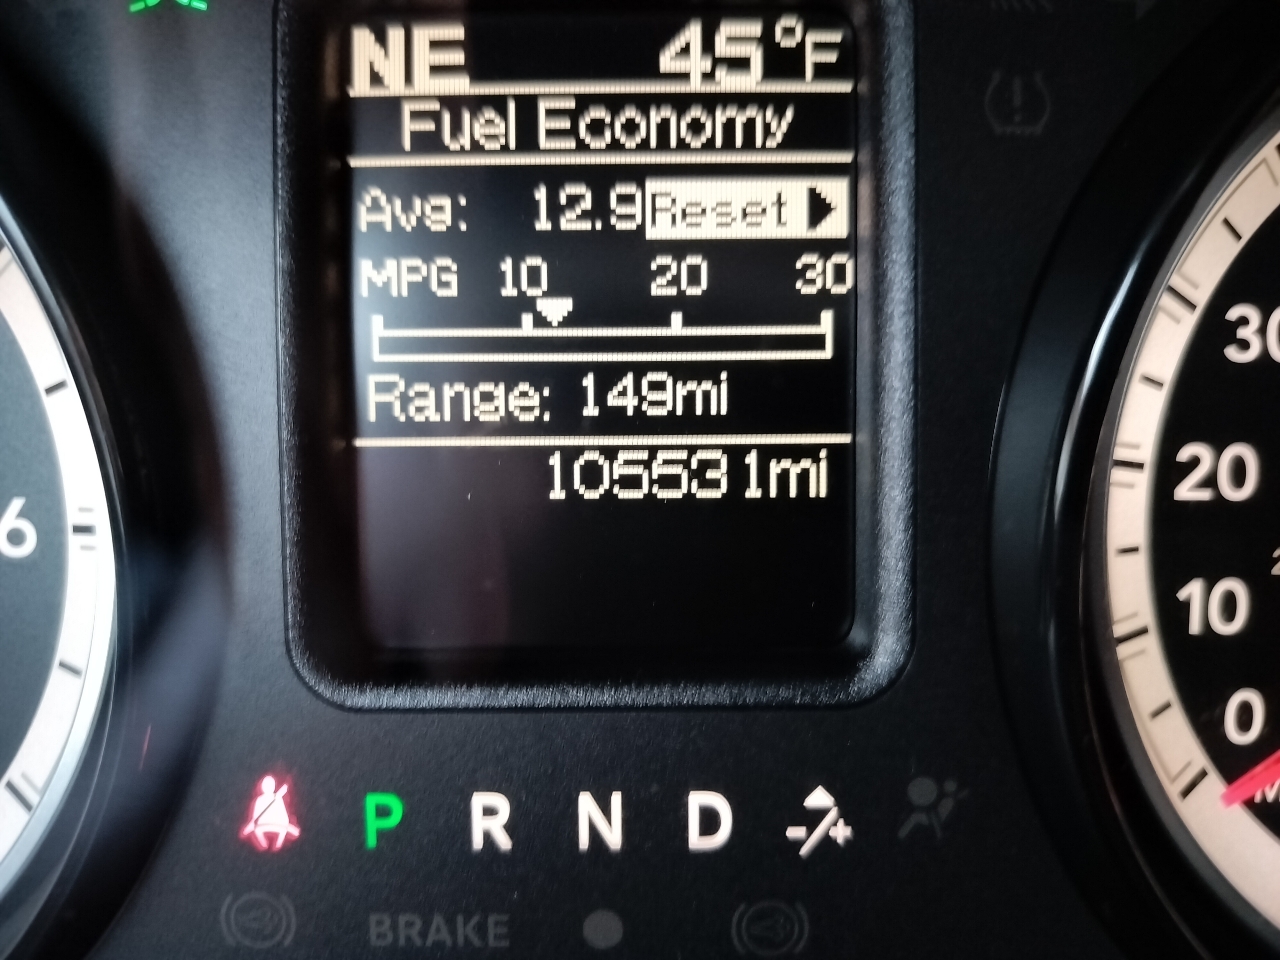 NE 45°F
Fuel Economy
Avg: 12.9 Reset
MPG 10 20 30
Range: 149mi
105531mi
6
30
20
10
0
P R N D -/+
BRAKE